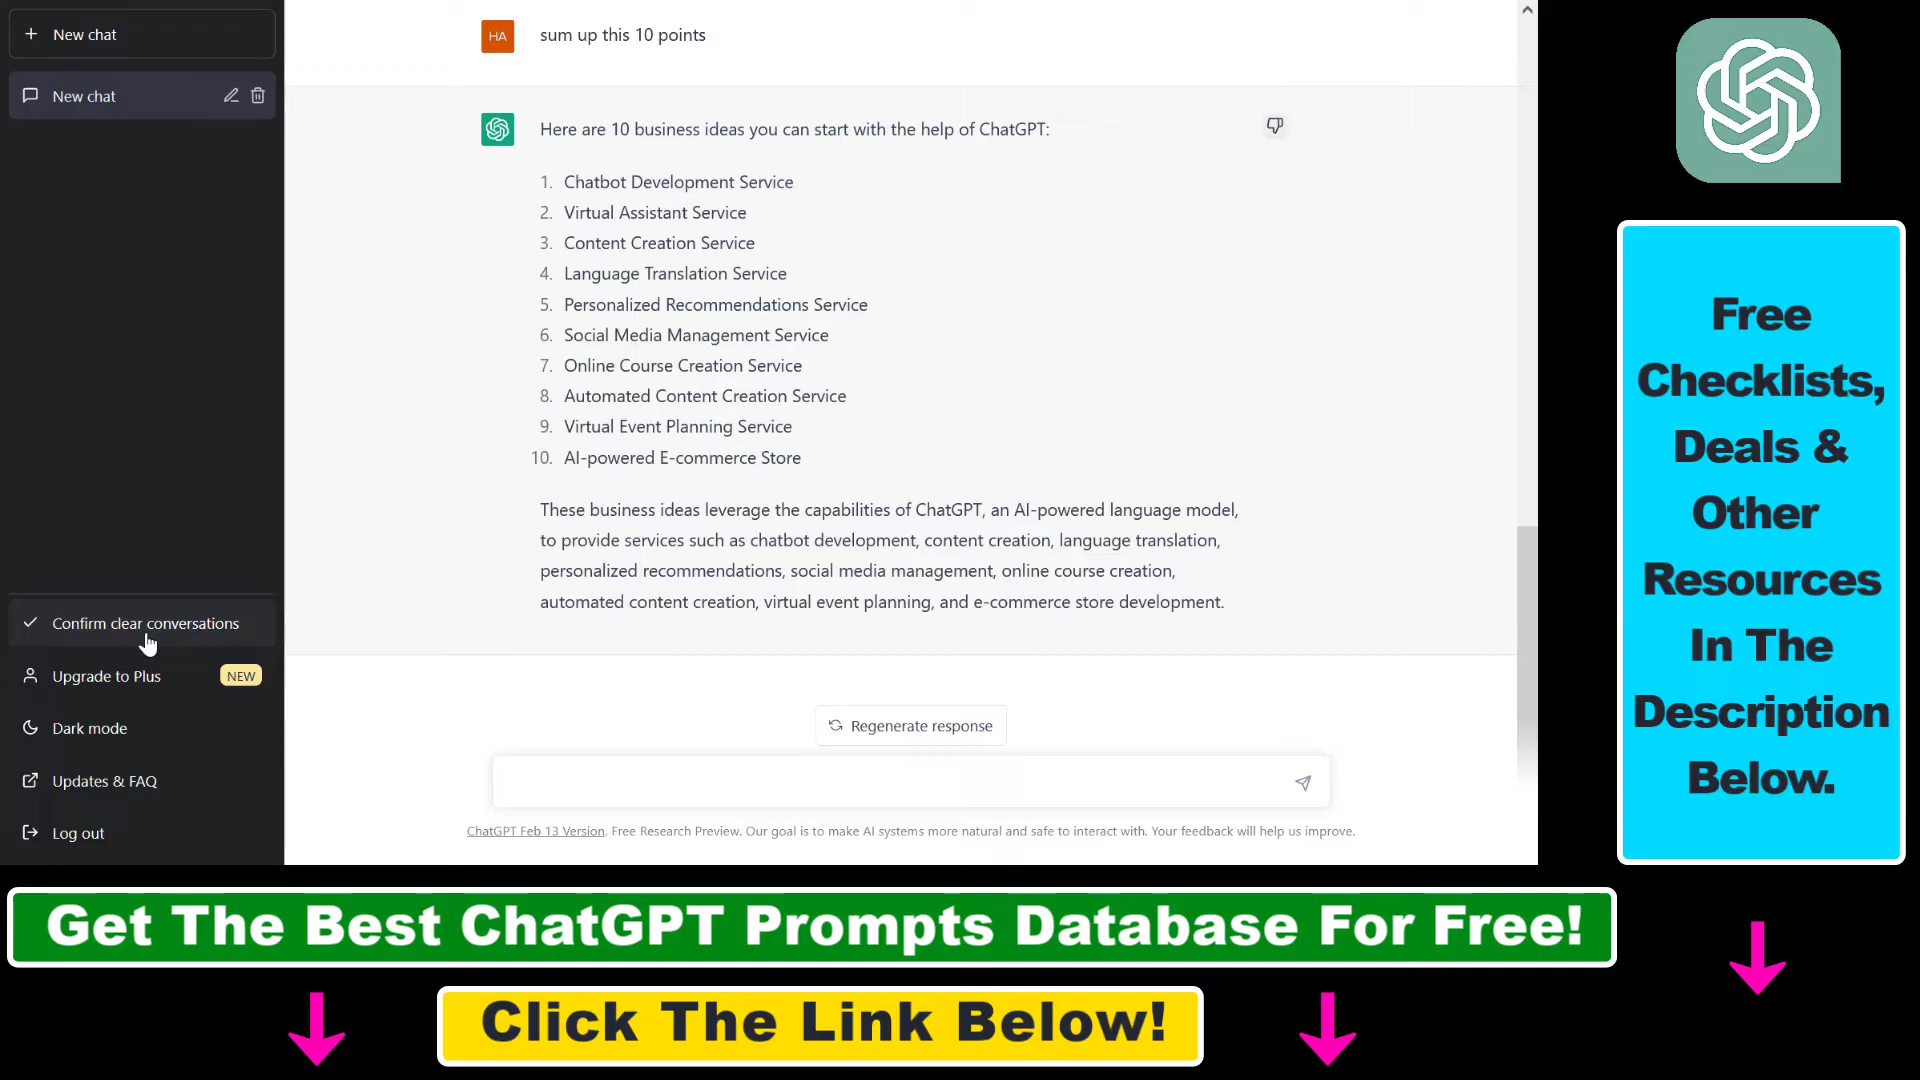 New chat
New chat
Confirm clear conversations
Upgrade to Plus NEW
Dark mode
Updates & FAQ
Log out
HA sum up this 10 points
Here are 10 business ideas you can start with the help of ChatGPT:
1. Chatbot Development Service
2. Virtual Assistant Service
3. Content Creation Service
4. Language Translation Service
5. Personalized Recommendations Service
6. Social Media Management Service
7. Online Course Creation Service
8. Automated Content Creation Service
9. Virtual Event Planning Service
10. AI-powered E-commerce Store
These business ideas leverage the capabilities of ChatGPT, an AI-powered language model,
to provide services such as chatbot development, content creation, language translation,
personalized recommendations, social media management, online course creation,
automated content creation, virtual event planning, and e-commerce store development.
Regenerate response
ChatGPT Feb 13 Version. Free Research Preview. Our goal is to make AI systems more natural and safe to interact with. Your feedback will help us improve.
Free
Checklists,
Deals &
Other
Resources
In The
Description
Below.
Get The Best ChatGPT Prompts Database For Free!
Click The Link Below!